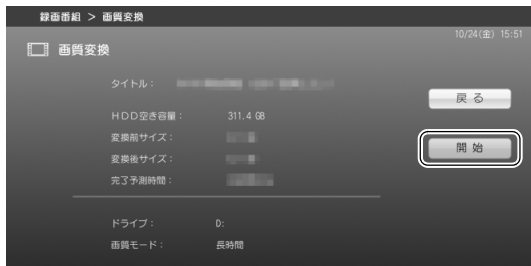 録画番組 > 画質変換
10/24(金) 15:51
画質変換
タイトル：
戻る
HDD空き容量： 311.4 GB
変換前サイズ：
開始
変換後サイズ：
完了予測時間：
ドライブ： D:
画質モード： 長時間